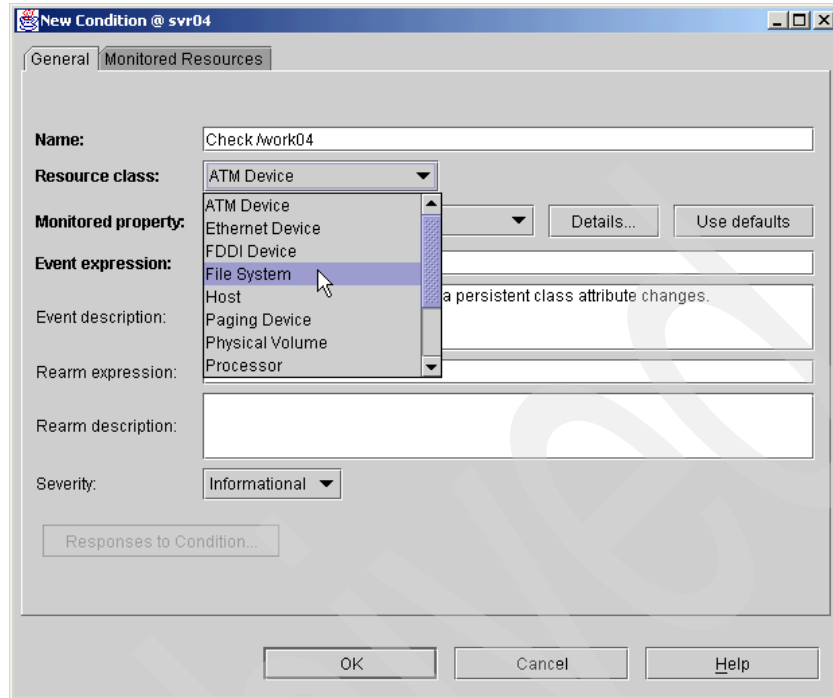 New Condition @ svr04
General Monitored Resources
Name: Check /work04
Resource class: ATM Device
ATM Device
Ethernet Device
FDDI Device
File System
Host
Paging Device
Physical Volume
Processor
Monitored property: Details... Use defaults
Event expression:
Event description: a persistent class attribute changes.
Rearm expression:
Rearm description:
Severity: Informational
Responses to Condition...
OK Cancel Help